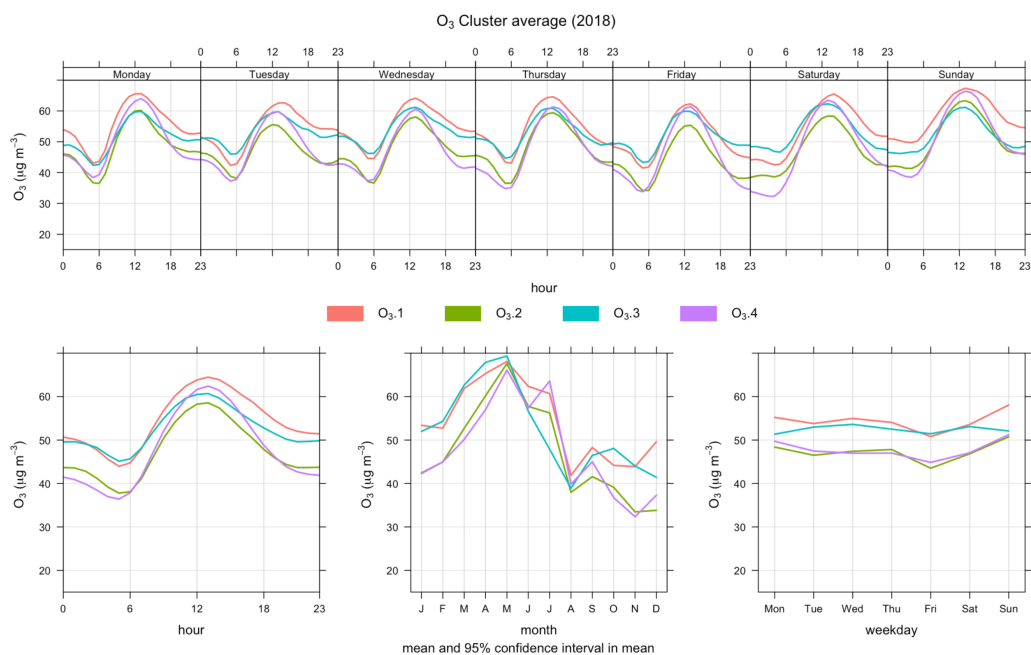 O₃ Cluster average (2018)
0 6 12 18 23 0 6 12 18 23 0 6 12 18 23
Monday Tuesday Wednesday Thursday Friday Saturday Sunday
60
50
40
30
20
O₃ (µg m⁻³)
0 6 12 18 23 0 6 12 18 23 0 6 12 18 23 0 6 12 18 23
hour
O₃.1 O₃.2 O₃.3 O₃.4
60
50
40
30
20
O₃ (µg m⁻³)
0 6 12 18 23
hour
60
50
40
30
20
O₃ (µg m⁻³)
J F M A M J J A S O N D
month
60
50
40
30
20
O₃ (µg m⁻³)
Mon Tue Wed Thu Fri Sat Sun
weekday
mean and 95% confidence interval in mean